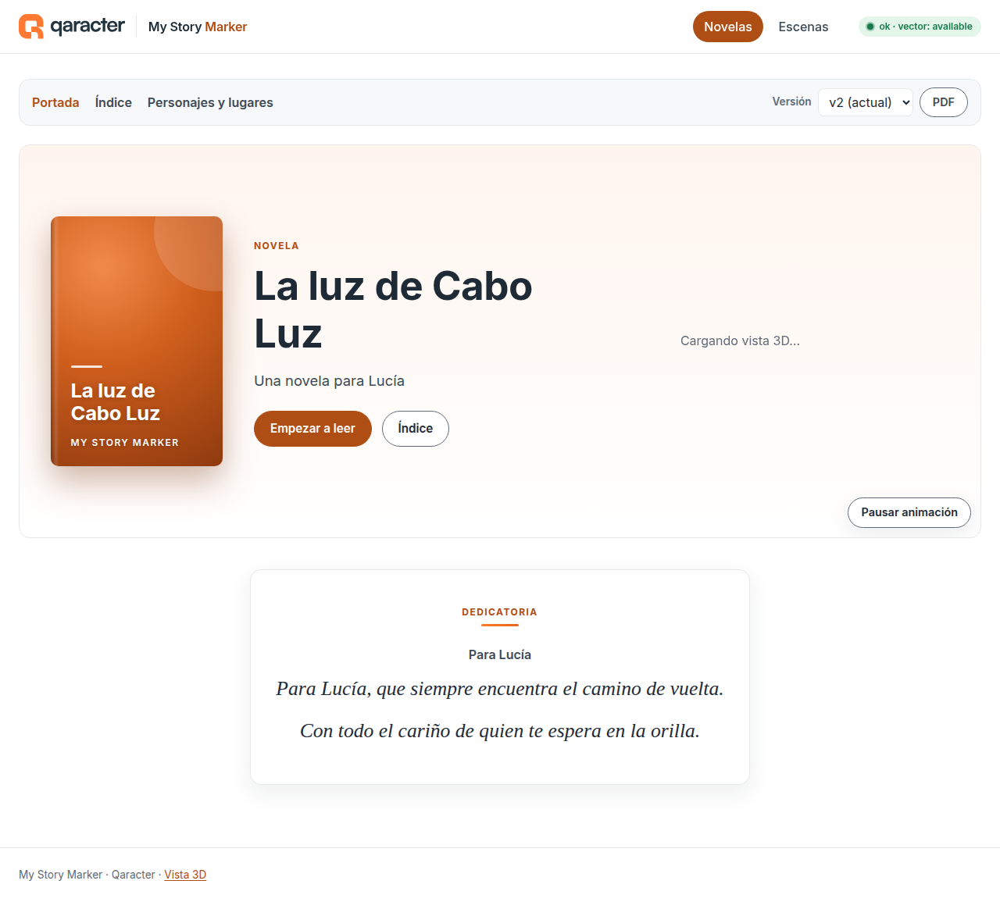 qaracter
My Story Marker
Novelas
Escenas
ok · vector: available
Portada
Índice
Personajes y lugares
Versión
v2 (actual)
PDF
La luz de
Cabo Luz
MY STORY MARKER
NOVELA
La luz de Cabo
Luz
Una novela para Lucía
Empezar a leer
Índice
Cargando vista 3D...
Pausar animación
DEDICATORIA
Para Lucía
Para Lucía, que siempre encuentra el camino de vuelta.
Con todo el cariño de quien te espera en la orilla.
My Story Marker · Qaracter · Vista 3D